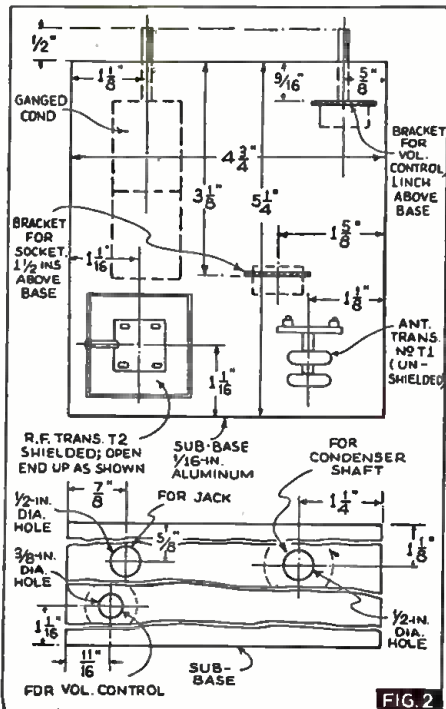 1/2"
1 1/8"
GANGED
COND
9/16"
5/8"
BRACKET
FOR
VOL.
CONTROL,
1 INCH
ABOVE
BASE
4 3/4"
3 1/8"
5 1/4"
BRACKET
FOR
SOCKET.
1 1/2 INS
ABOVE
BASE
1 1/16"
1 5/8"
1 1/8"
1 1/16"
ANT.
TRANS.
Nº T1
(UN-
SHIELDED)
R.F. TRANS. T2
SHIELDED; OPEN
END UP AS SHOWN
SUB-BASE
1/16-IN.
ALUMINUM
7/8"
FOR
CONDENSER
SHAFT
1/2-IN.
DIA.
HOLE
FOR JACK
5/8"
1 1/4"
1 1/8"
3/8-IN.
DIA.
HOLE
1 1/16"
11/16"
1/2-IN.
DIA.
HOLE
FOR VOL. CONTROL
SUB-
BASE
FIG. 2